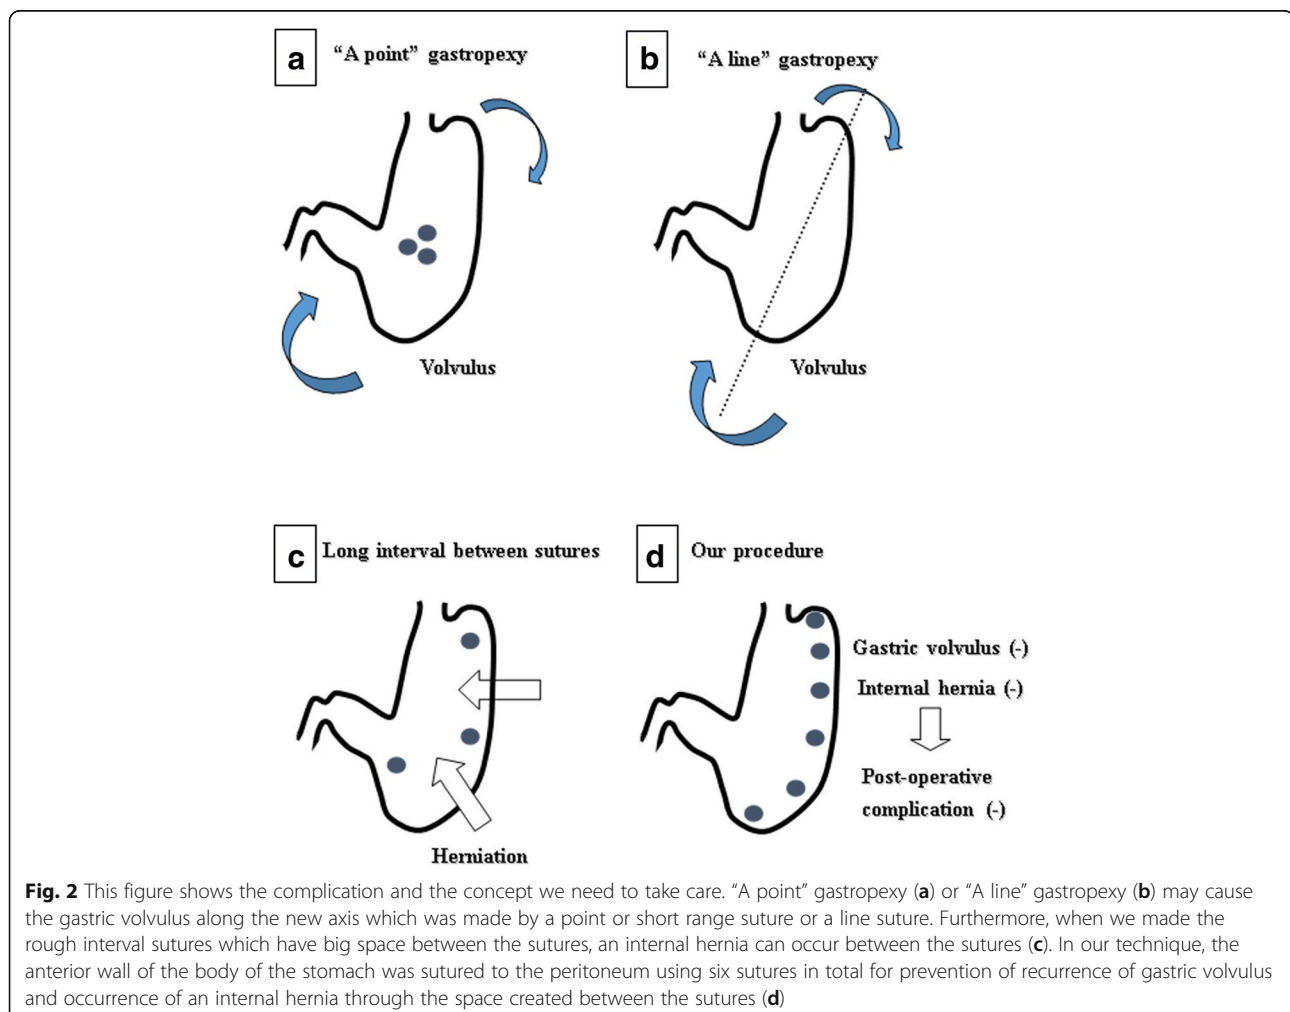 a
"A point" gastropexy
Volvulus
b
"A line" gastropexy
Volvulus
c
Long interval between sutures
Herniation
d
Our procedure
Gastric volvulus (-)
Internal hernia (-)
Post-operative
complication (-)
Fig. 2 This figure shows the complication and the concept we need to take care. "A point" gastropexy (a) or "A line" gastropexy (b) may cause
the gastric volvulus along the new axis which was made by a point or short range suture or a line suture. Furthermore, when we made the
rough interval sutures which have big space between the sutures, an internal hernia can occur between the sutures (c). In our technique, the
anterior wall of the body of the stomach was sutured to the peritoneum using six sutures in total for prevention of recurrence of gastric volvulus
and occurrence of an internal hernia through the space created between the sutures (d)